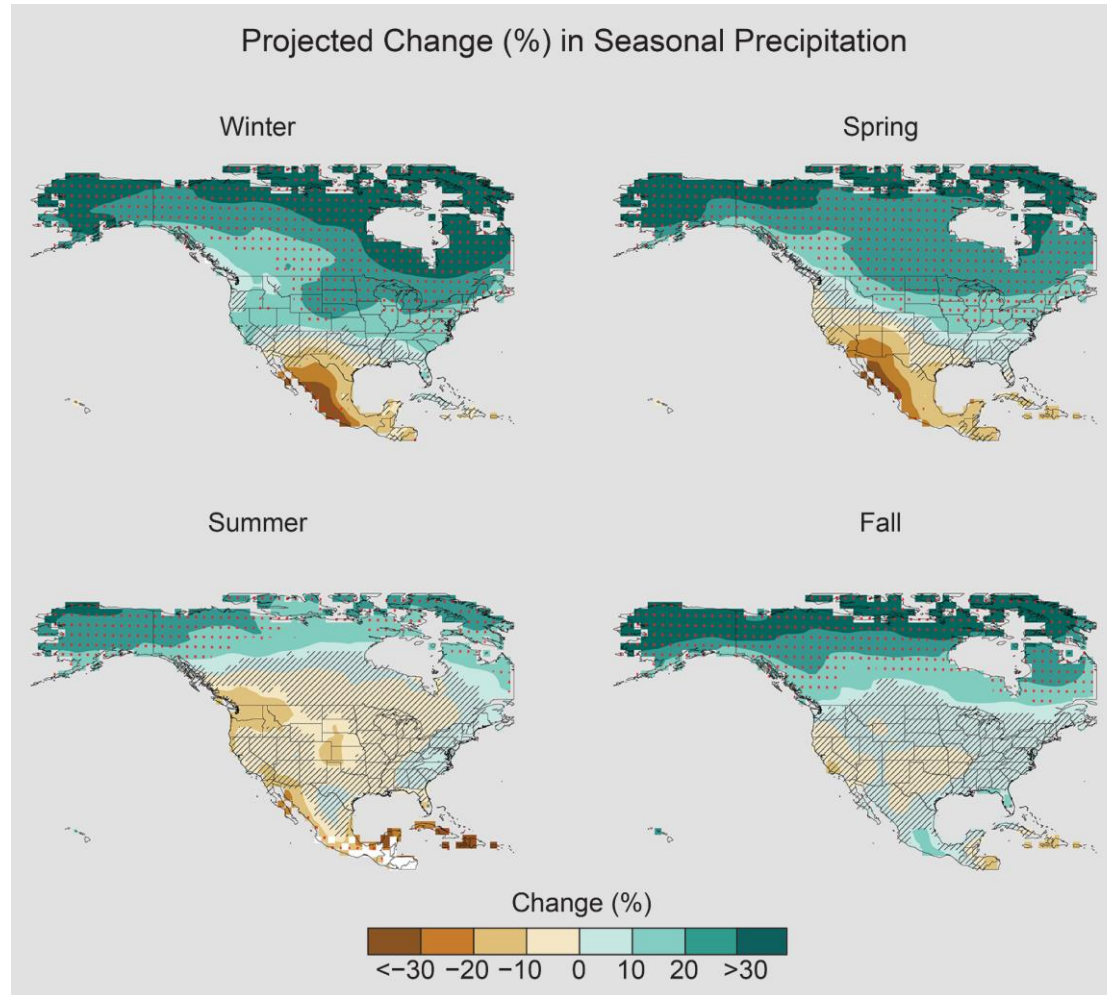 Projected Change (%) in Seasonal Precipitation
Winter
Spring
Summer
Fall
Change (%)
<−30 −20 −10 0 10 20 >30